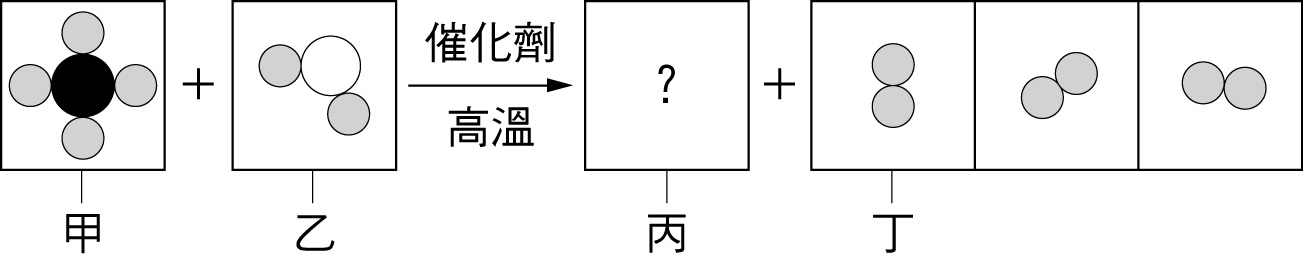 催化劑
+ ? +
高溫
甲 乙 丙 丁